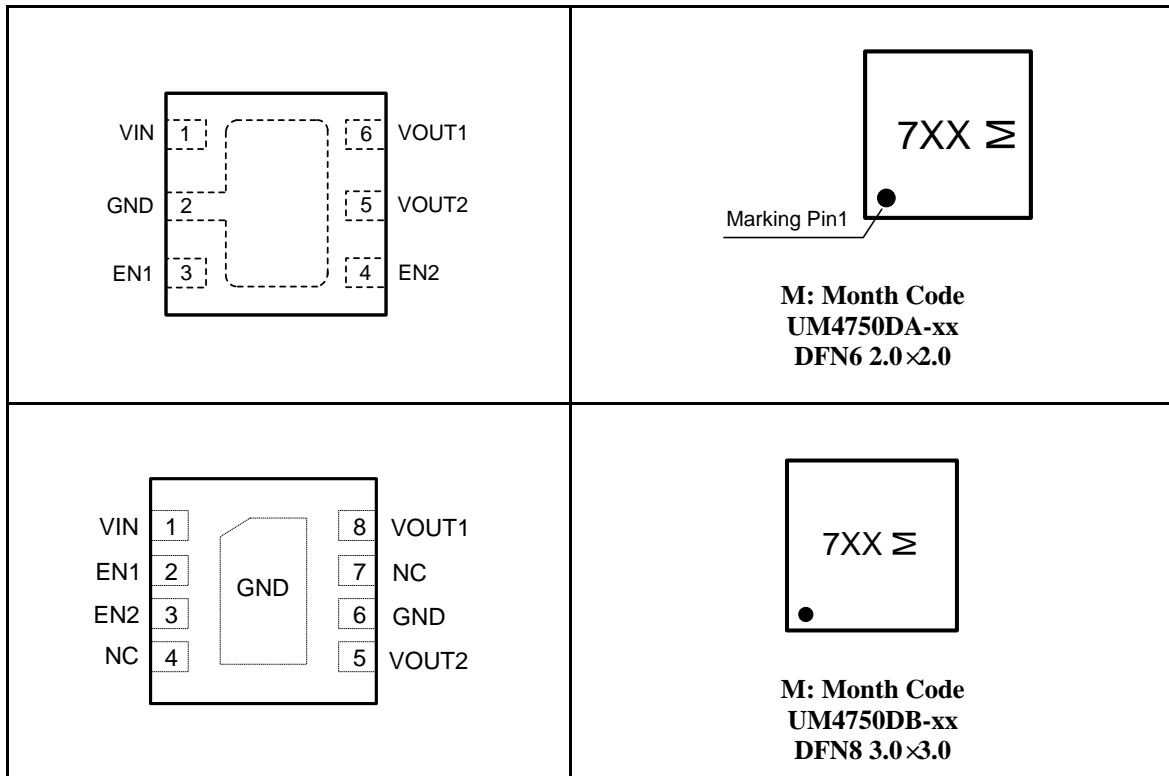 VIN 1 6 VOUT1
GND 2 5 VOUT2
EN1 3 4 EN2
7XX M
Marking Pin1
M: Month Code
UM4750DA-xx
DFN6 2.0×2.0
VIN 1 8 VOUT1
EN1 2 7 NC
GND
EN2 3 6 GND
NC 4 5 VOUT2
7XX M
M: Month Code
UM4750DB-xx
DFN8 3.0×3.0